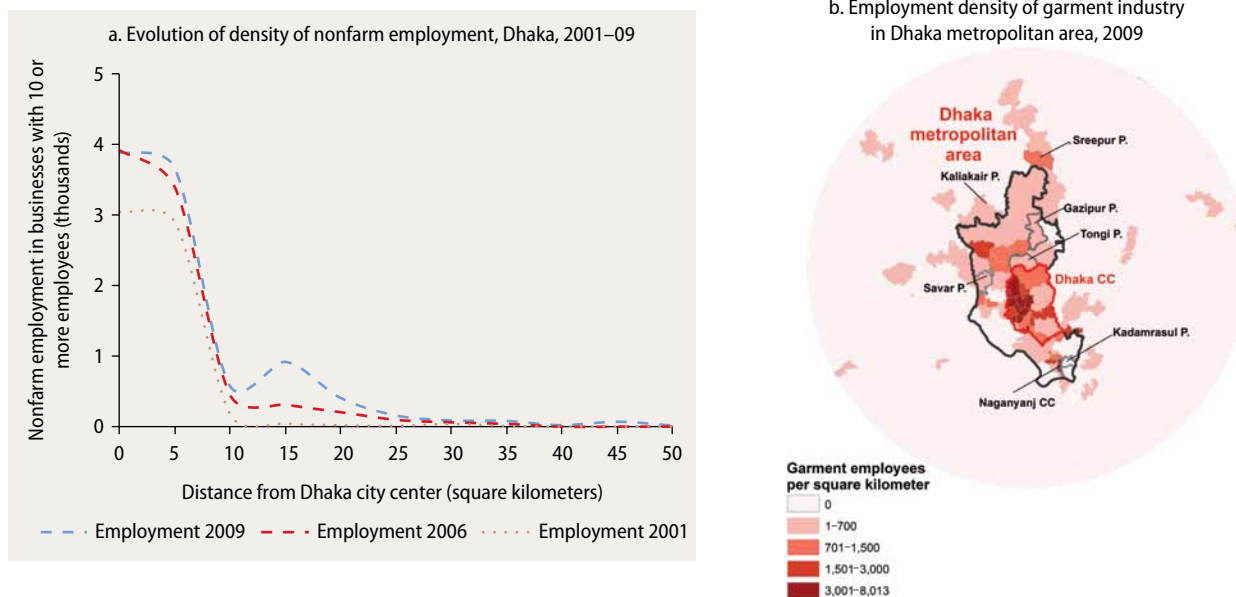 a. Evolution of density of nonfarm employment, Dhaka, 2001–09
Nonfarm employment in businesses with 10 or
more employees (thousands)
5
4
3
2
1
0
0 5 10 15 20 25 30 35 40 45 50
Distance from Dhaka city center (square kilometers)
Employment 2009 Employment 2006 Employment 2001
b. Employment density of garment industry
in Dhaka metropolitan area, 2009
Dhaka
metropolitan
area
Sreepur P.
Kaliakair P.
Gazipur P.
Tongi P.
Dhaka CC
Savar P.
Kadamrasul P.
Naganyanj CC
Garment employees
per square kilometer
0
1–700
701–1,500
1,501–3,000
3,001–8,013